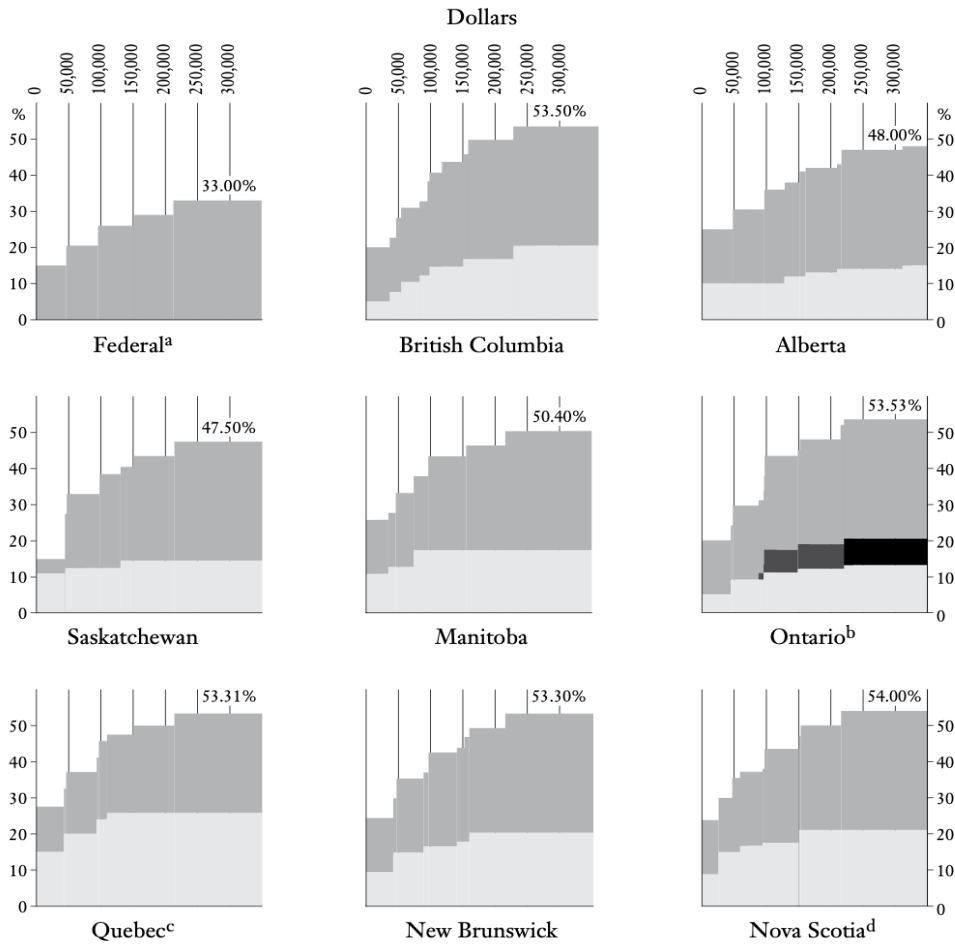 Dollars
0 50,000 100,000 150,000 200,000 250,000 300,000 0 50,000 100,000 150,000 200,000 250,000 300,000 0 50,000 100,000 150,000 200,000 250,000 300,000
% 53.50% %
50 48.00% 50
40 33.00% 40
30 30
20 20
10 10
0 0
Federalᵃ British Columbia Alberta
53.53%
50 47.50% 50.40% 50
40 40
30 30
20 20
10 10
0 0
Saskatchewan Manitoba Ontarioᵇ
53.31% 53.30% 54.00%
50 50
40 40
30 30
20 20
10 10
0 0
Quebecᶜ New Brunswick Nova Scotiaᵈ